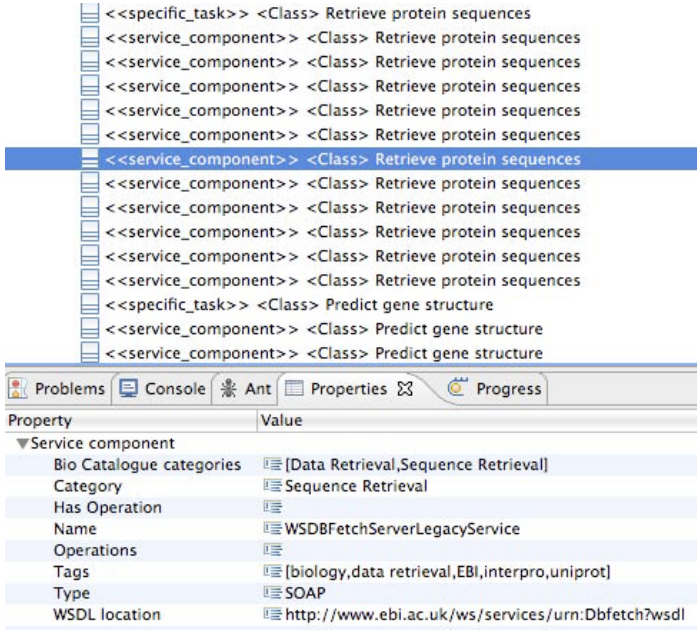 <<specific_task>> <Class> Retrieve protein sequences
<<service_component>> <Class> Retrieve protein sequences
<<service_component>> <Class> Retrieve protein sequences
<<service_component>> <Class> Retrieve protein sequences
<<service_component>> <Class> Retrieve protein sequences
<<service_component>> <Class> Retrieve protein sequences
<<service_component>> <Class> Retrieve protein sequences
<<service_component>> <Class> Retrieve protein sequences
<<service_component>> <Class> Retrieve protein sequences
<<service_component>> <Class> Retrieve protein sequences
<<service_component>> <Class> Retrieve protein sequences
<<service_component>> <Class> Retrieve protein sequences
<<specific_task>> <Class> Predict gene structure
<<service_component>> <Class> Predict gene structure
<<service_component>> <Class> Predict gene structure
Problems Console Ant Properties Progress
Property Value
Service component
Bio Catalogue categories [Data Retrieval,Sequence Retrieval]
Category Sequence Retrieval
Has Operation
Name WSDBFetchServerLegacyService
Operations
Tags [biology,data retrieval,EBI,interpro,uniprot]
Type SOAP
WSDL location http://www.ebi.ac.uk/ws/services/urn:Dbfetch?wsdl